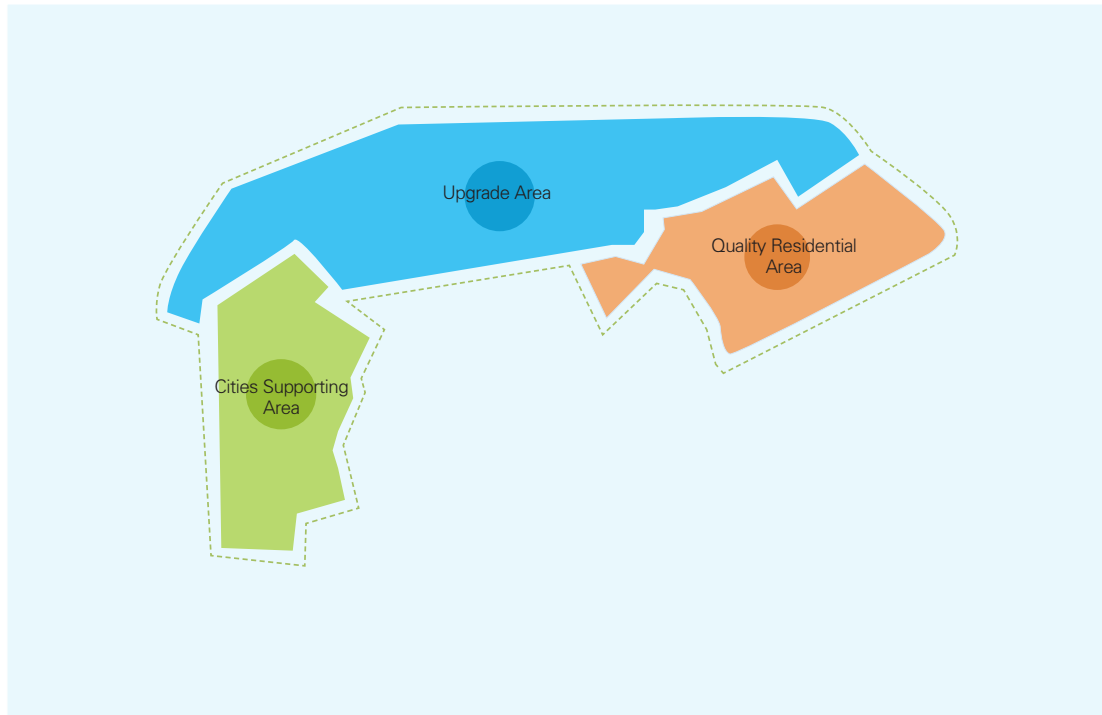 Upgrade Area
Quality Residential
Area
Cities Supporting
Area